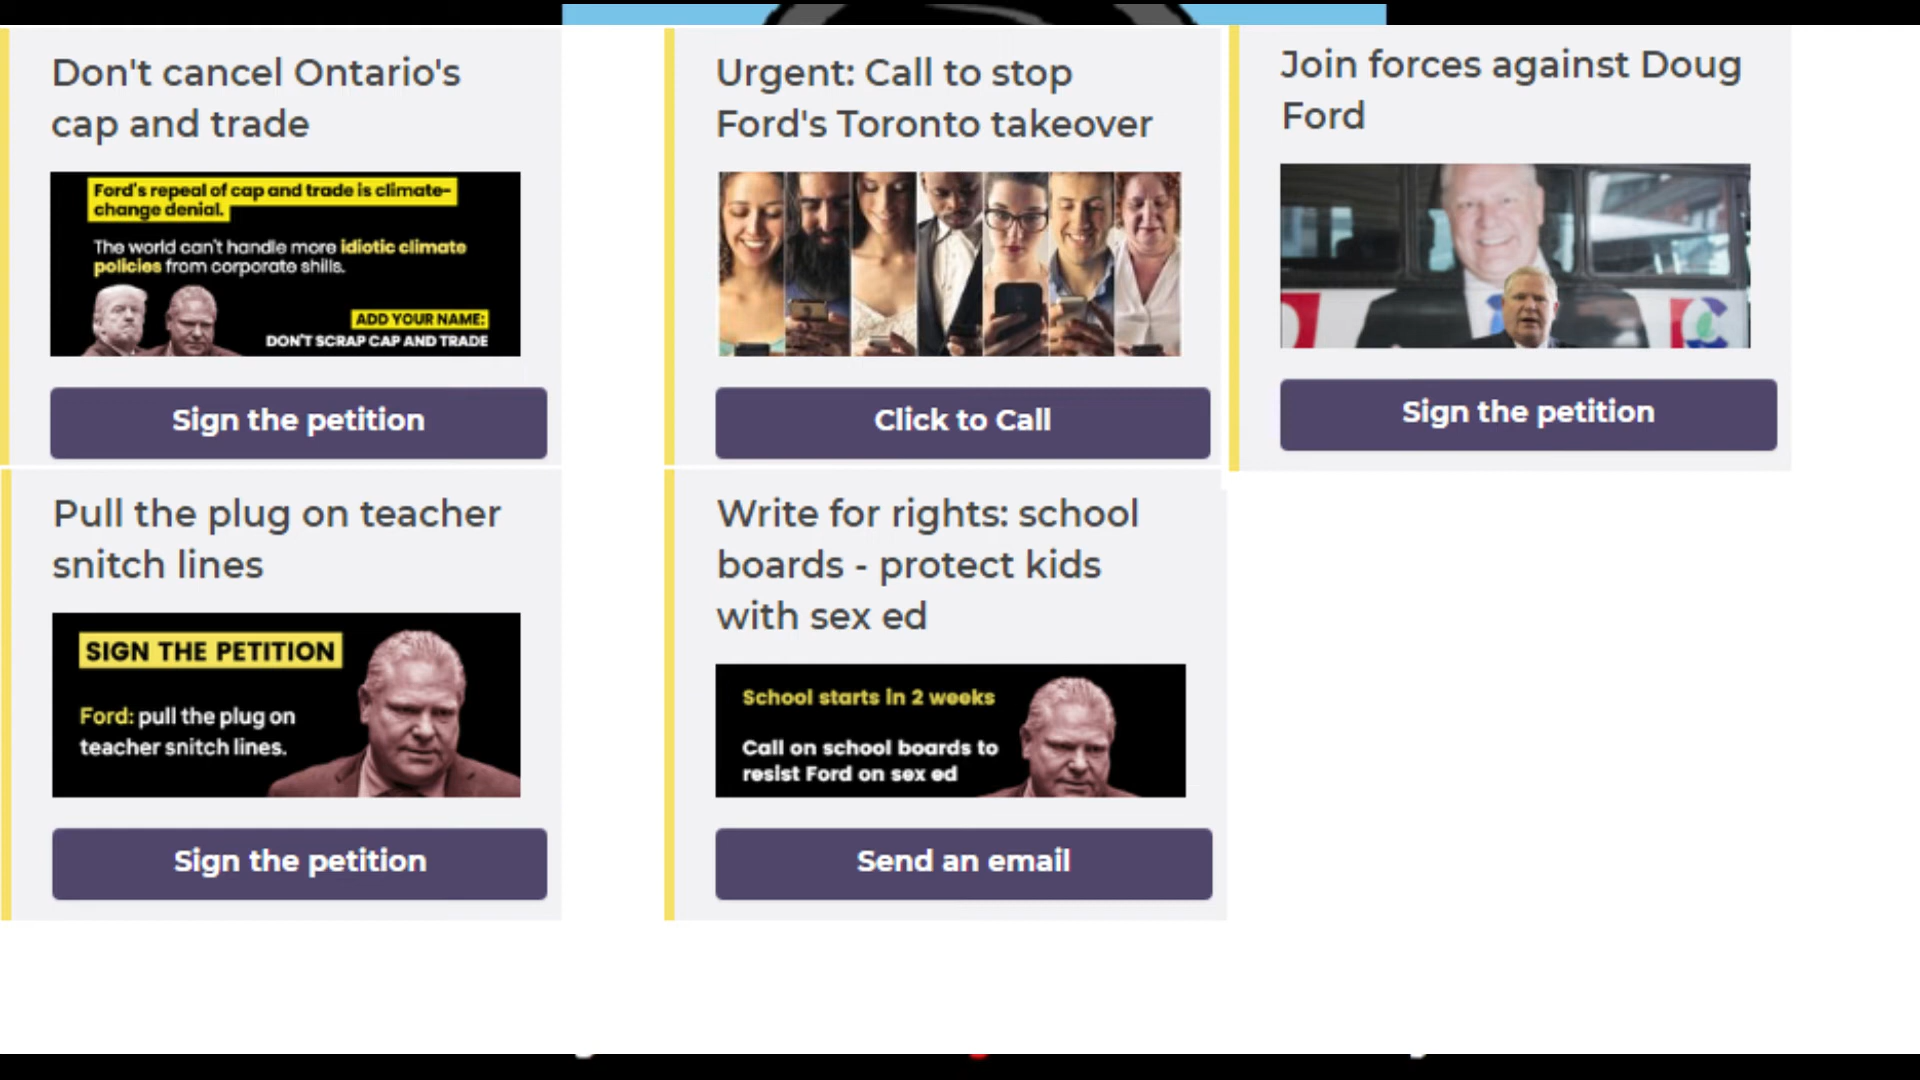 Don't cancel Ontario's
cap and trade
Ford's repeal of cap and trade is climate-
change denial.
The world can't handle more idiotic climate
policies from corporate shills.
ADD YOUR NAME:
DON'T SCRAP CAP AND TRADE
Sign the petition
Urgent: Call to stop
Ford's Toronto takeover
Click to Call
Join forces against Doug
Ford
Sign the petition
Pull the plug on teacher
snitch lines
SIGN THE PETITION
Ford: pull the plug on
teacher snitch lines.
Sign the petition
Write for rights: school
boards - protect kids
with sex ed
School starts in 2 weeks
Call on school boards to
resist Ford on sex ed
Send an email